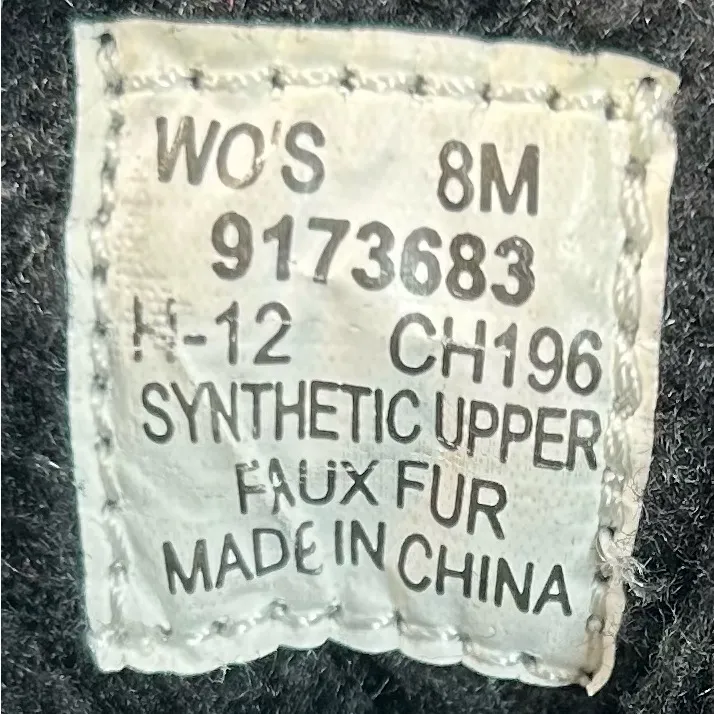 WO'S 8M
9173683
H-12 CH196
SYNTHETIC UPPER
FAUX FUR
MADE IN CHINA